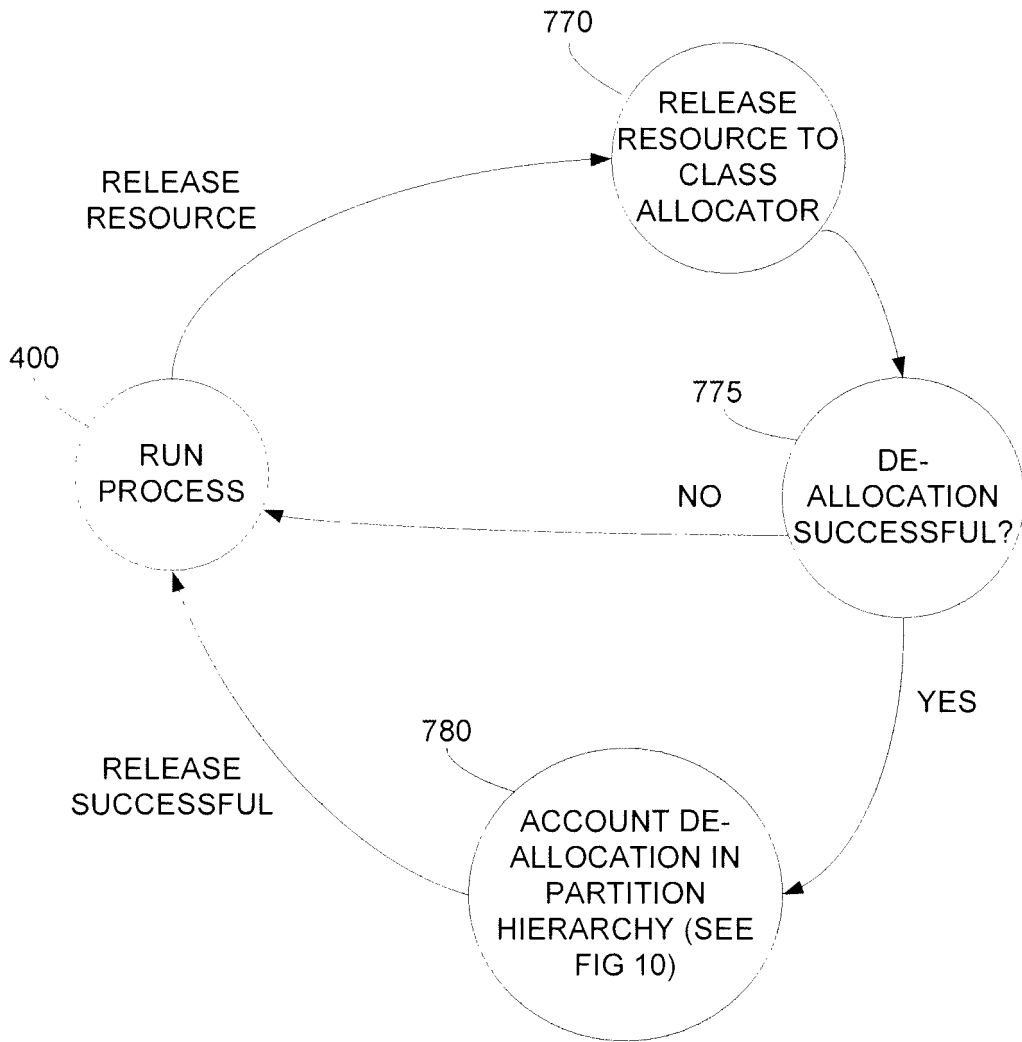 770
RELEASE
RESOURCE TO
CLASS
ALLOCATOR
RELEASE
RESOURCE
400
RUN
PROCESS
775
DE-
ALLOCATION
SUCCESSFUL?
NO
YES
780
ACCOUNT DE-
ALLOCATION IN
PARTITION
HIERARCHY (SEE
FIG 10)
RELEASE
SUCCESSFUL